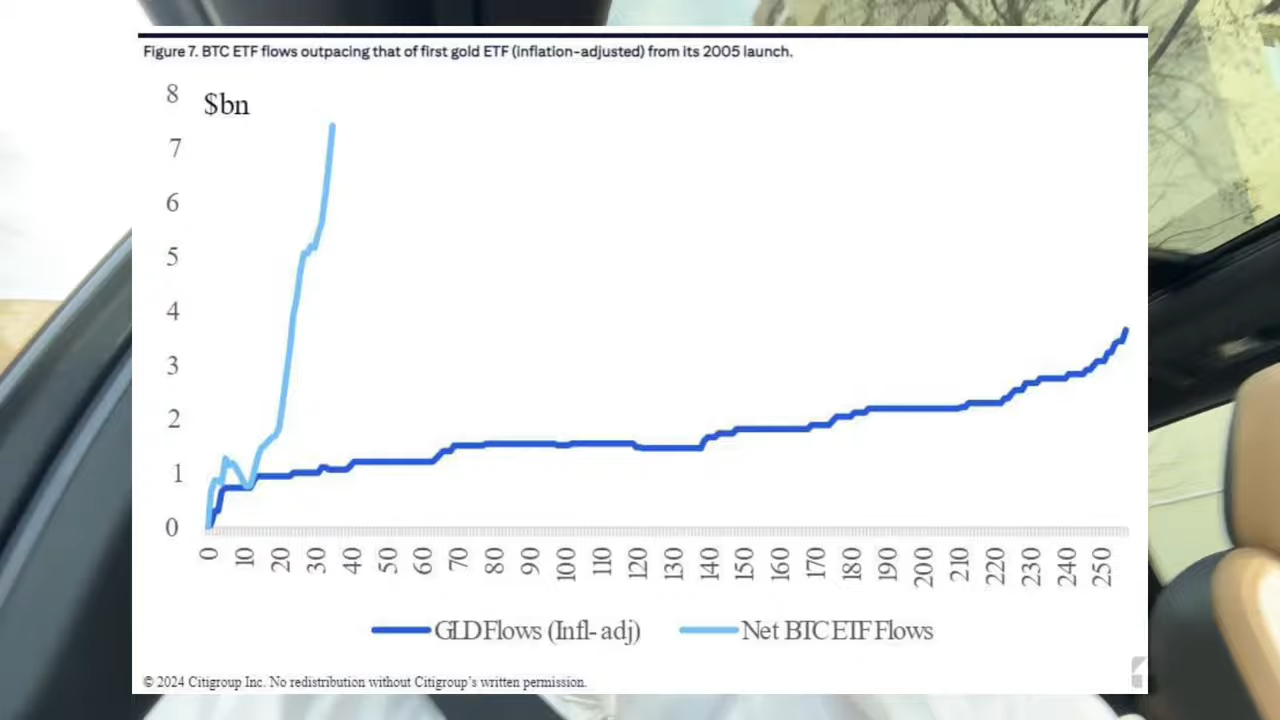 Figure 7. BTC ETF flows outpacing that of first gold ETF (inflation-adjusted) from its 2005 launch.
8
$bn
7
6
5
4
3
2
1
0
0 10 20 30 40 50 60 70 80 90 100 110 120 130 140 150 160 170 180 190 200 210 220 230 240 250
GLD Flows (Infl- adj) Net BTC ETF Flows
© 2024 Citigroup Inc. No redistribution without Citigroup's written permission.